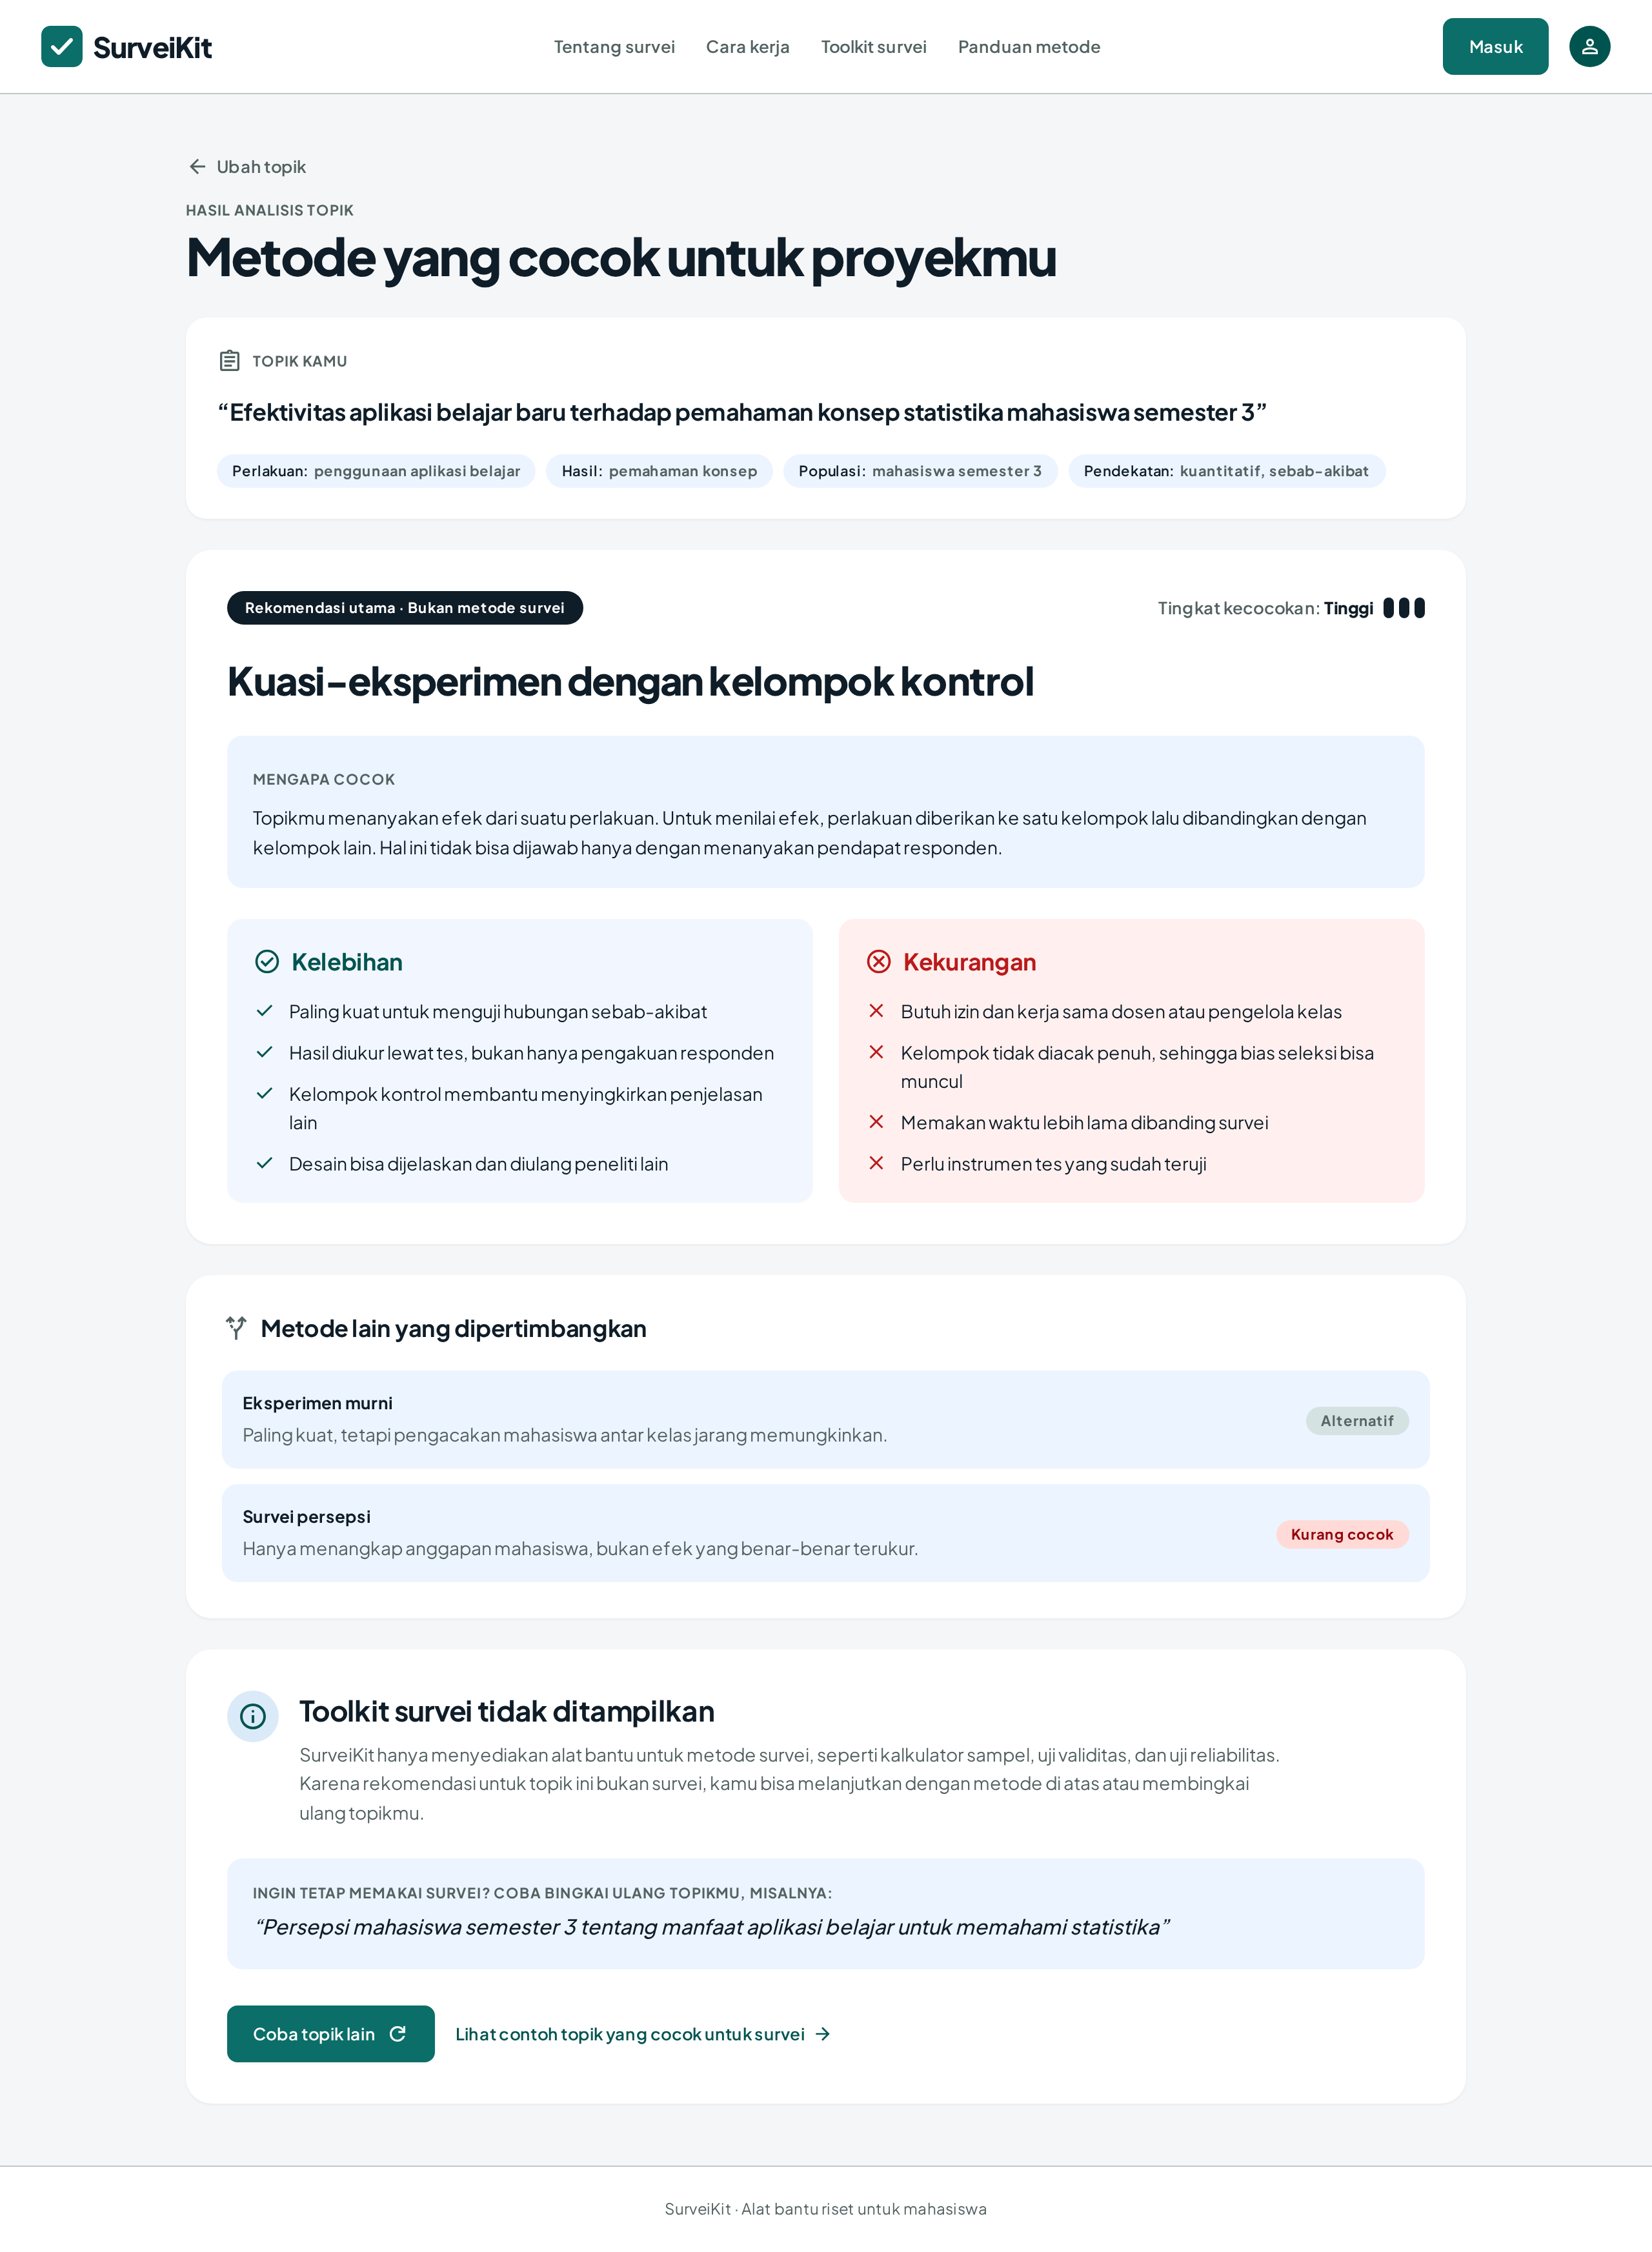 SurveiKit
Tentang survei
Cara kerja
Toolkit survei
Panduan metode
Masuk
Ubah topik
HASIL ANALISIS TOPIK
Metode yang cocok untuk proyekmu
TOPIK KAMU
“Efektivitas aplikasi belajar baru terhadap pemahaman konsep statistika mahasiswa semester 3”
Perlakuan: penggunaan aplikasi belajar
Hasil: pemahaman konsep
Populasi: mahasiswa semester 3
Pendekatan: kuantitatif, sebab-akibat
Rekomendasi utama · Bukan metode survei
Tingkat kecocokan: Tinggi
Kuasi-eksperimen dengan kelompok kontrol
MENGAPA COCOK
Topikmu menanyakan efek dari suatu perlakuan. Untuk menilai efek, perlakuan diberikan ke satu kelompok lalu dibandingkan dengan
kelompok lain. Hal ini tidak bisa dijawab hanya dengan menanyakan pendapat responden.
Kelebihan
Paling kuat untuk menguji hubungan sebab-akibat
Hasil diukur lewat tes, bukan hanya pengakuan responden
Kelompok kontrol membantu menyingkirkan penjelasan
lain
Desain bisa dijelaskan dan diulang peneliti lain
Kekurangan
Butuh izin dan kerja sama dosen atau pengelola kelas
Kelompok tidak diacak penuh, sehingga bias seleksi bisa
muncul
Memakan waktu lebih lama dibanding survei
Perlu instrumen tes yang sudah teruji
Metode lain yang dipertimbangkan
Eksperimen murni
Paling kuat, tetapi pengacakan mahasiswa antar kelas jarang memungkinkan.
Alternatif
Survei persepsi
Hanya menangkap anggapan mahasiswa, bukan efek yang benar-benar terukur.
Kurang cocok
Toolkit survei tidak ditampilkan
SurveiKit hanya menyediakan alat bantu untuk metode survei, seperti kalkulator sampel, uji validitas, dan uji reliabilitas.
Karena rekomendasi untuk topik ini bukan survei, kamu bisa melanjutkan dengan metode di atas atau membingkai
ulang topikmu.
INGIN TETAP MEMAKAI SURVEI? COBA BINGKAI ULANG TOPIKMU, MISALNYA:
“Persepsi mahasiswa semester 3 tentang manfaat aplikasi belajar untuk memahami statistika”
Coba topik lain
Lihat contoh topik yang cocok untuk survei
SurveiKit · Alat bantu riset untuk mahasiswa